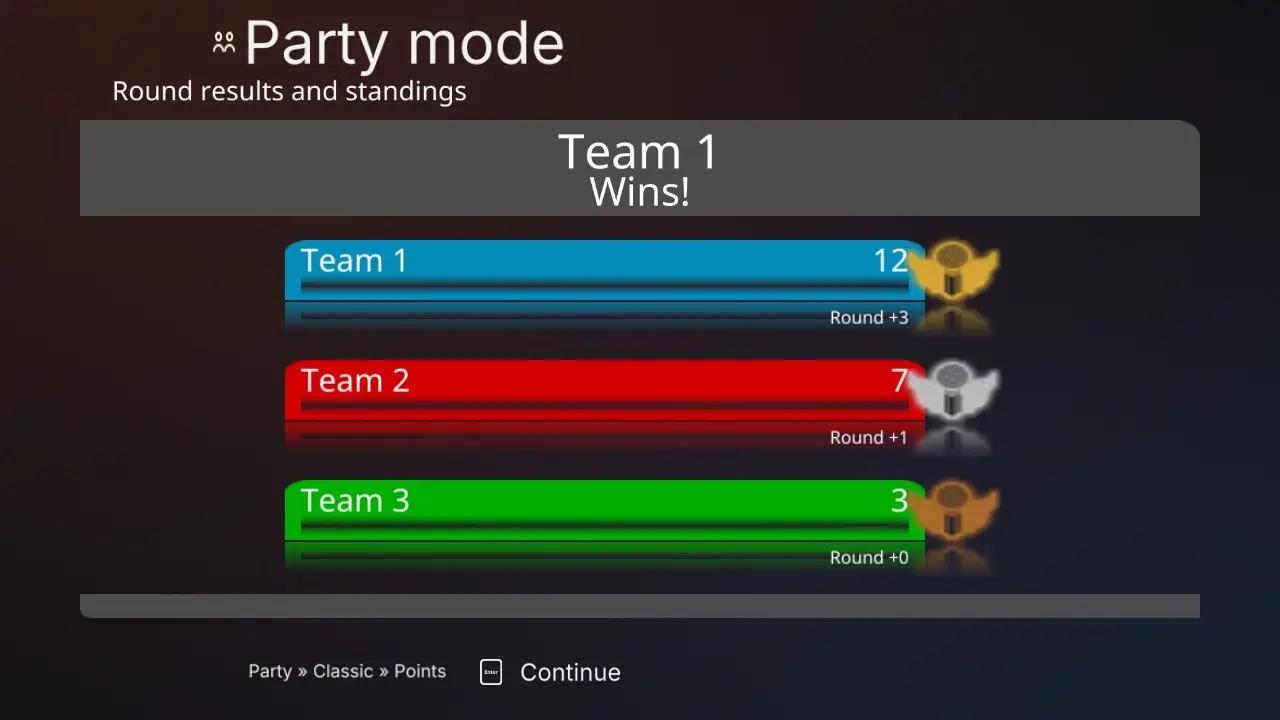 Party mode
Round results and standings
Team 1
Wins!
Team 1 12
Round +3
Team 2 7
Round +1
Team 3 3
Round +0
Party » Classic » Points
Enter Continue